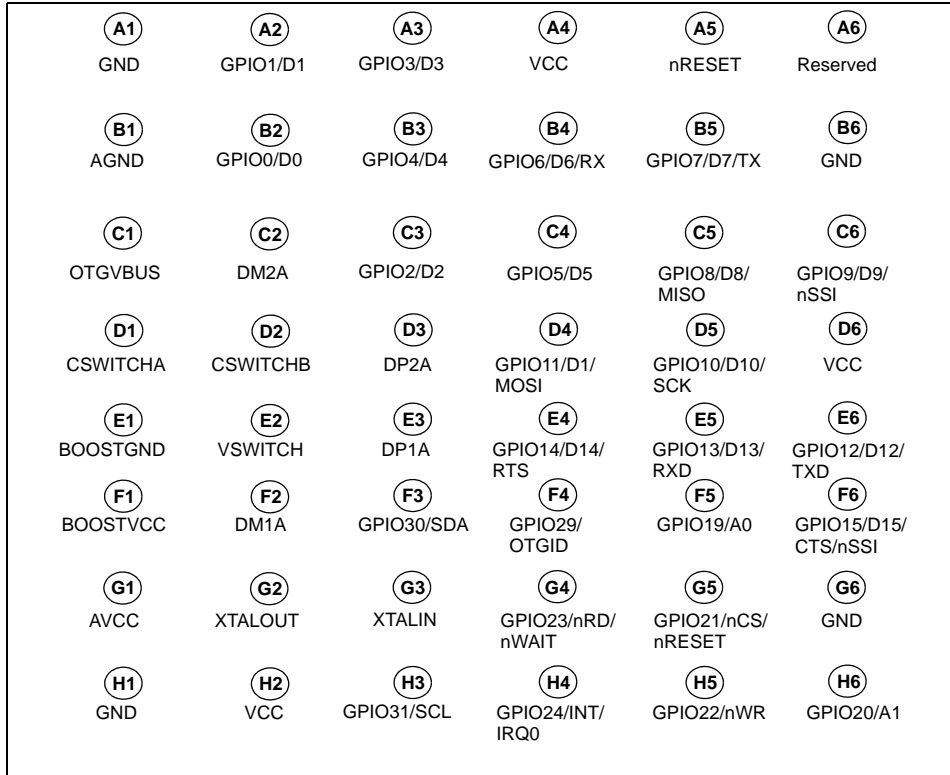 A1 A2 A3 A4 A5 A6
GND GPIO1/D1 GPIO3/D3 VCC nRESET Reserved
B1 B2 B3 B4 B5 B6
AGND GPIO0/D0 GPIO4/D4 GPIO6/D6/RX GPIO7/D7/TX GND
C1 C2 C3 C4 C5 C6
OTGVBUS DM2A GPIO2/D2 GPIO5/D5 GPIO8/D8/ GPIO9/D9/
MISO nSSI
D1 D2 D3 D4 D5 D6
CSWITCHA CSWITCHB DP2A GPIO11/D1/ GPIO10/D10/ VCC
MOSI SCK
E1 E2 E3 E4 E5 E6
BOOSTGND VSWITCH DP1A GPIO14/D14/ GPIO13/D13/ GPIO12/D12/
RTS RXD TXD
F1 F2 F3 F4 F5 F6
BOOSTVCC DM1A GPIO30/SDA GPIO29/ GPIO19/A0 GPIO15/D15/
OTGID CTS/nSSI
G1 G2 G3 G4 G5 G6
AVCC XTALOUT XTALIN GPIO23/nRD/ GPIO21/nCS/ GND
nWAIT nRESET
H1 H2 H3 H4 H5 H6
GND VCC GPIO31/SCL GPIO24/INT/ GPIO22/nWR GPIO20/A1
IRQ0